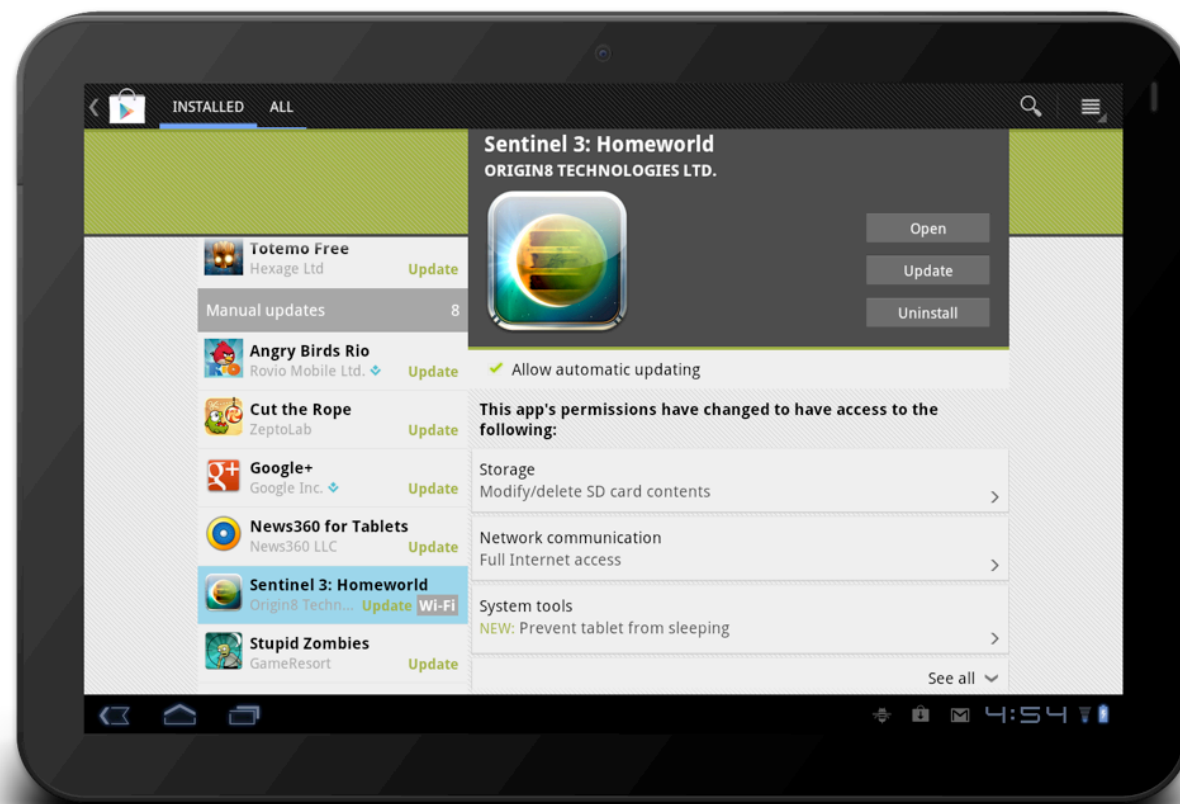 INSTALLED ALL
Sentinel 3: Homeworld
ORIGIN8 TECHNOLOGIES LTD.
Open
Update
Uninstall
Totemo Free
Hexage Ltd Update
Manual updates 8
Angry Birds Rio
Rovio Mobile Ltd. Update
Cut the Rope
ZeptoLab Update
Google+
Google Inc. Update
News360 for Tablets
News360 LLC Update
Sentinel 3: Homeworld
Origin8 Techn... Update Wi-Fi
Stupid Zombies
GameResort Update
Allow automatic updating
This app's permissions have changed to have access to the
following:
Storage
Modify/delete SD card contents
Network communication
Full Internet access
System tools
NEW: Prevent tablet from sleeping
See all
4:54